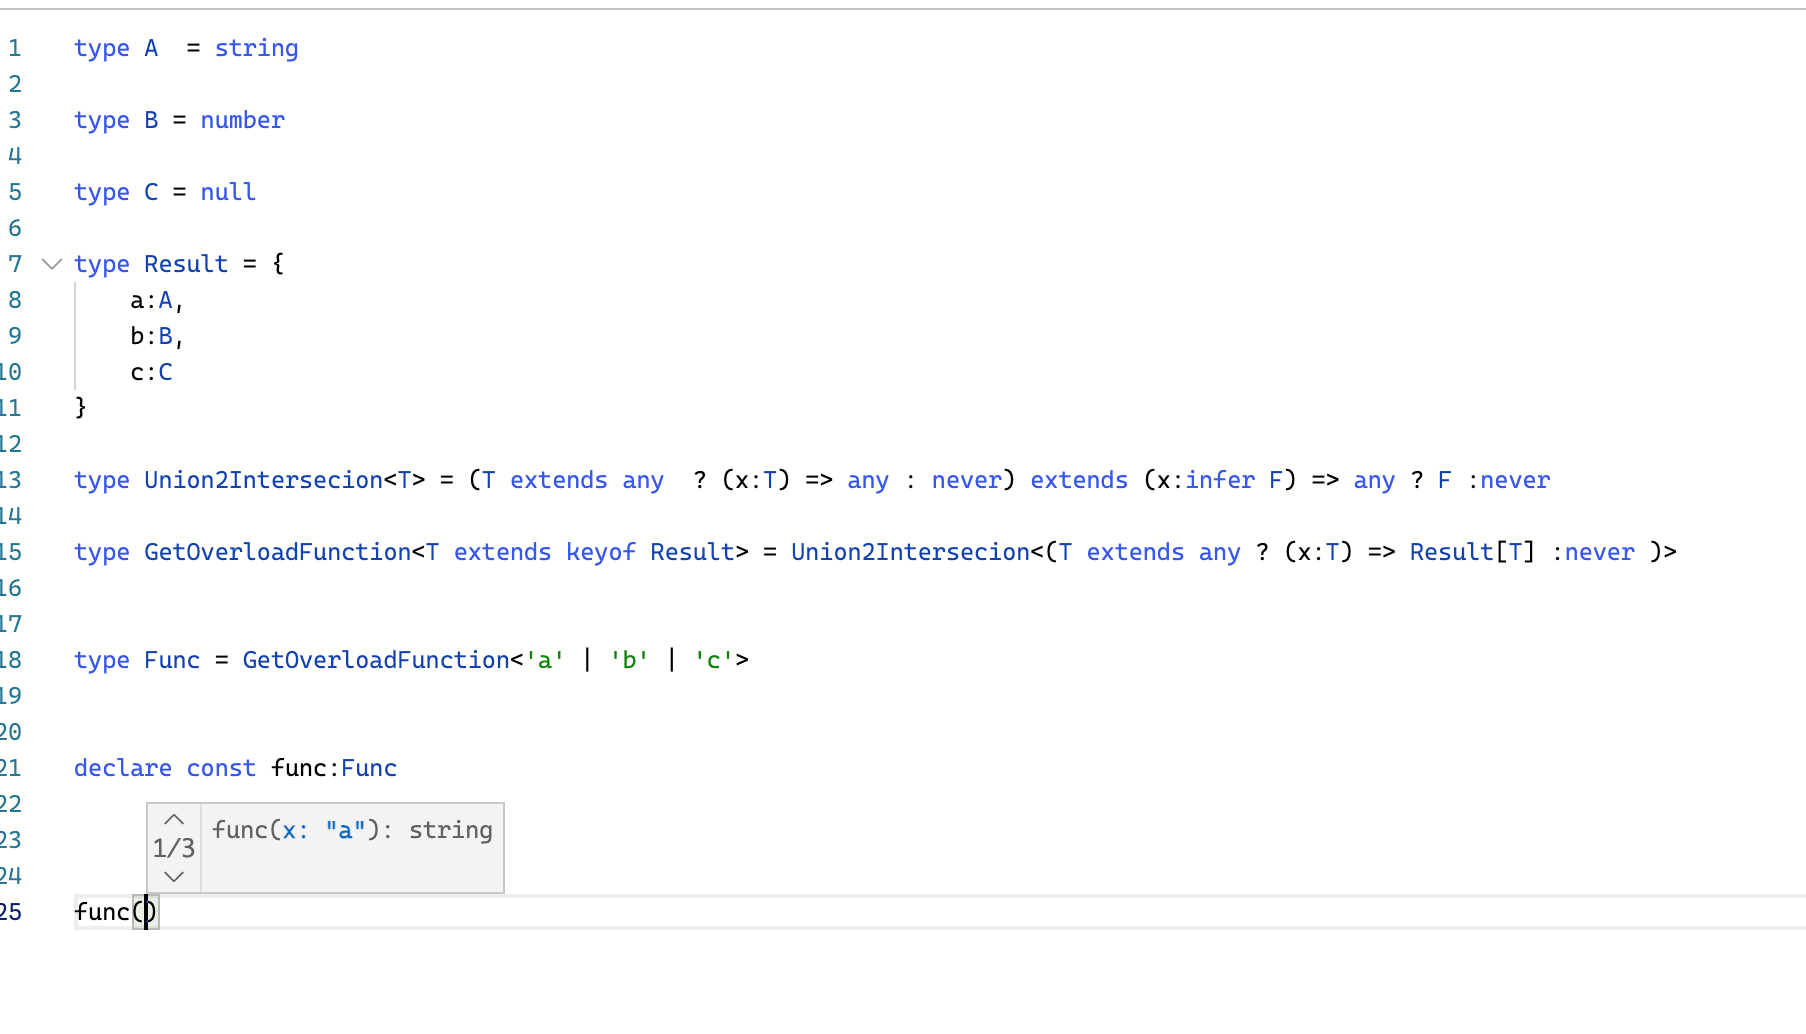 1 type A  = string
2
3 type B = number
4
5 type C = null
6
7 type Result = {
8     a:A,
9     b:B,
10     c:C
11 }
12
13 type Union2Intersecion<T> = (T extends any  ? (x:T) => any : never) extends (x:infer F) => any ? F :never
14
15 type GetOverloadFunction<T extends keyof Result> = Union2Intersecion<(T extends any ? (x:T) => Result[T] :never )>
16
17
18 type Func = GetOverloadFunction<'a' | 'b' | 'c'>
19
20
21 declare const func:Func
22
func(x: "a"): string
23
1/3
24
25 func()